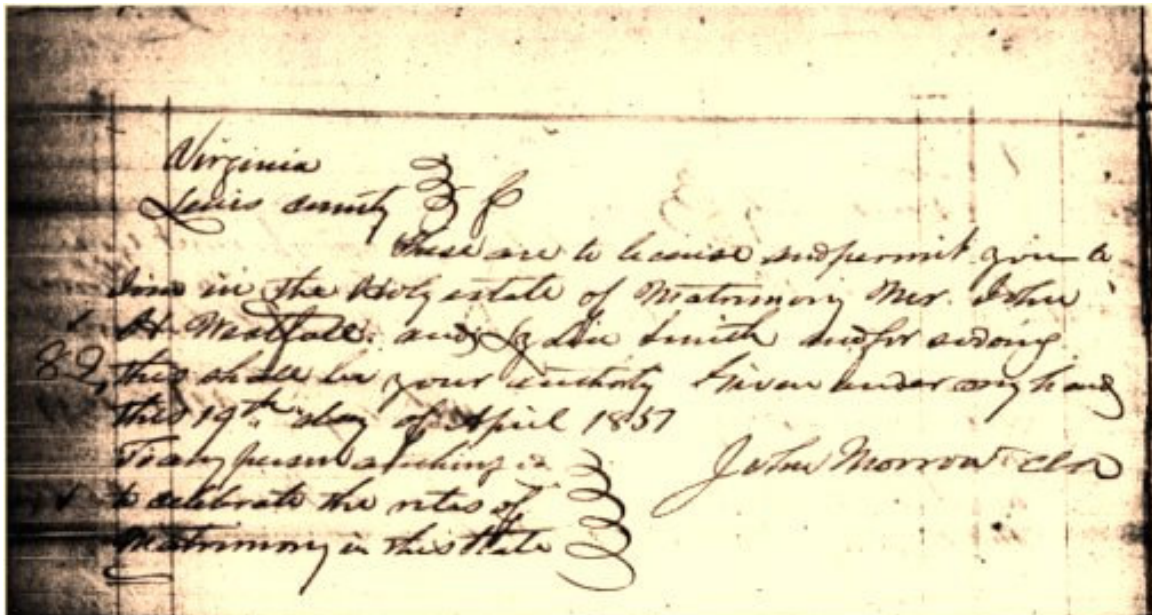 Virginia
Lewis County
These are to license and permit you to
Join in the Holy estate of Matrimony Mr. John
H. Westfall. and Smith and for so doing
82, this shall be your authority Given under my hand
this 19th day of April 1857
To any person authorized John Morrow Clk
to celebrate the rites of
Matrimony in this State